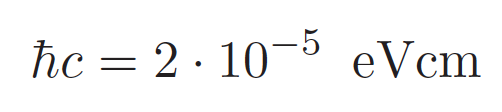 ℏc = 2 · 10⁻⁵ eVcm